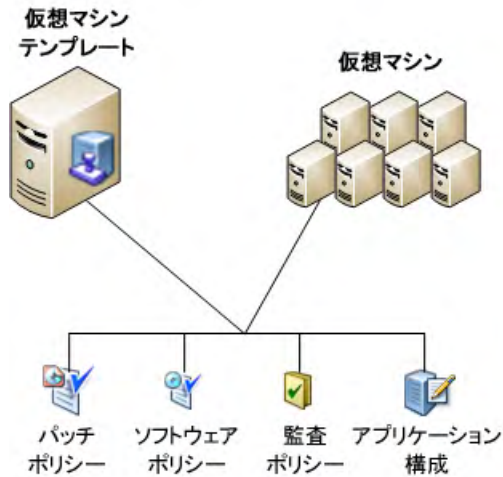 仮想マシン
テンプレート
仮想マシン
パッチ
ポリシー
ソフトウェア
ポリシー
監査
ポリシー
アプリケーション
構成